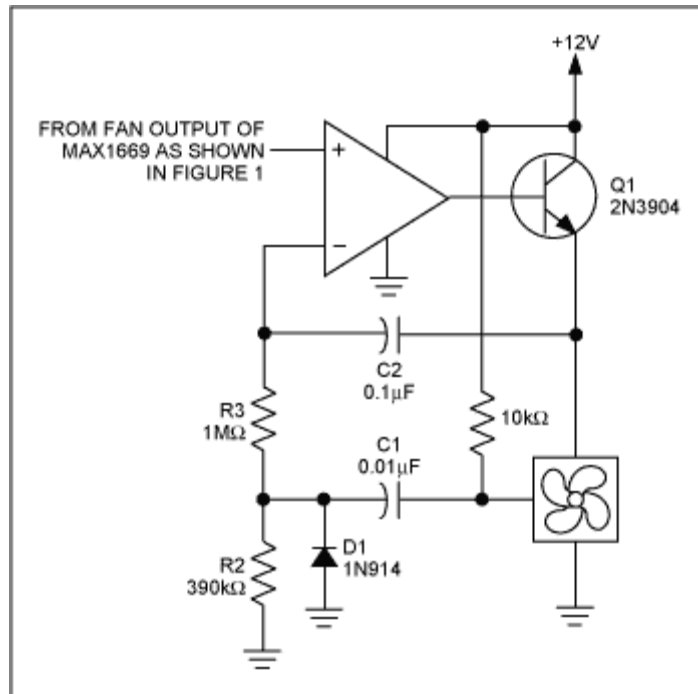 +12V
FROM FAN OUTPUT OF
MAX1669 AS SHOWN
IN FIGURE 1
+
Q1
2N3904
−
C2
0.1µF
R3
1MΩ
10kΩ
C1
0.01µF
D1
1N914
R2
390kΩ